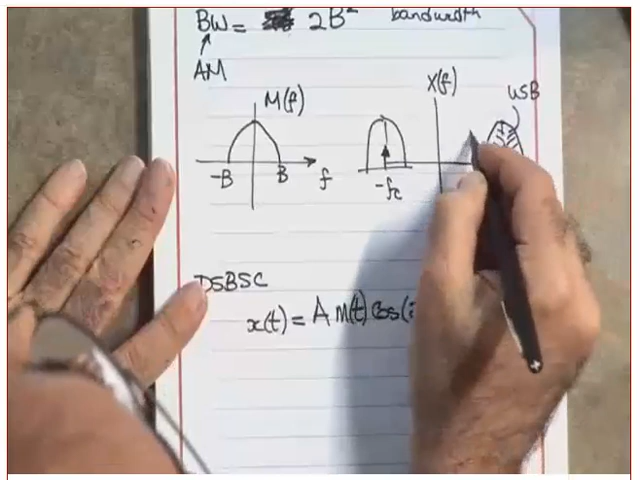 BW = 2B bandwidth
AM
M(f) X(f) USB
-B B f -fc
DSBSC
x(t) = A m(t) cos(